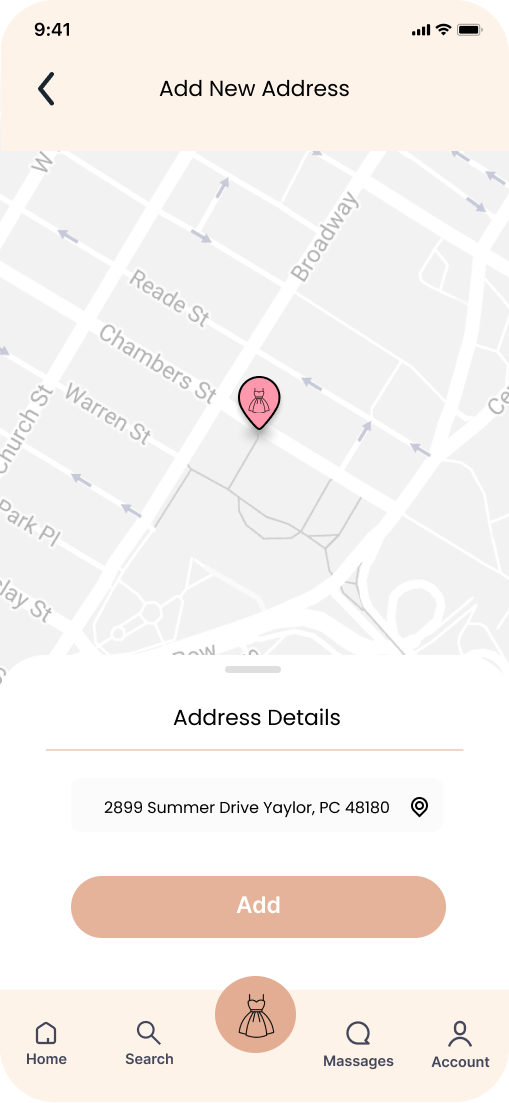 9:41
Add New Address
W
Broadway
Reade St
Chambers St
Warren St
Church St
Ce
Park Pl
lay St
Row
Address Details
2899 Summer Drive Yaylor, PC 48180
Add
Home
Search
Massages
Account